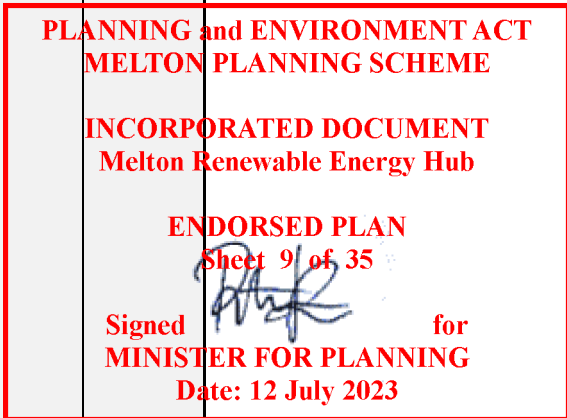 PLANNING and ENVIRONMENT ACT
MELTON PLANNING SCHEME
INCORPORATED DOCUMENT
Melton Renewable Energy Hub
ENDORSED PLAN
Sheet 9 of 35
Signed for
MINISTER FOR PLANNING
Date: 12 July 2023